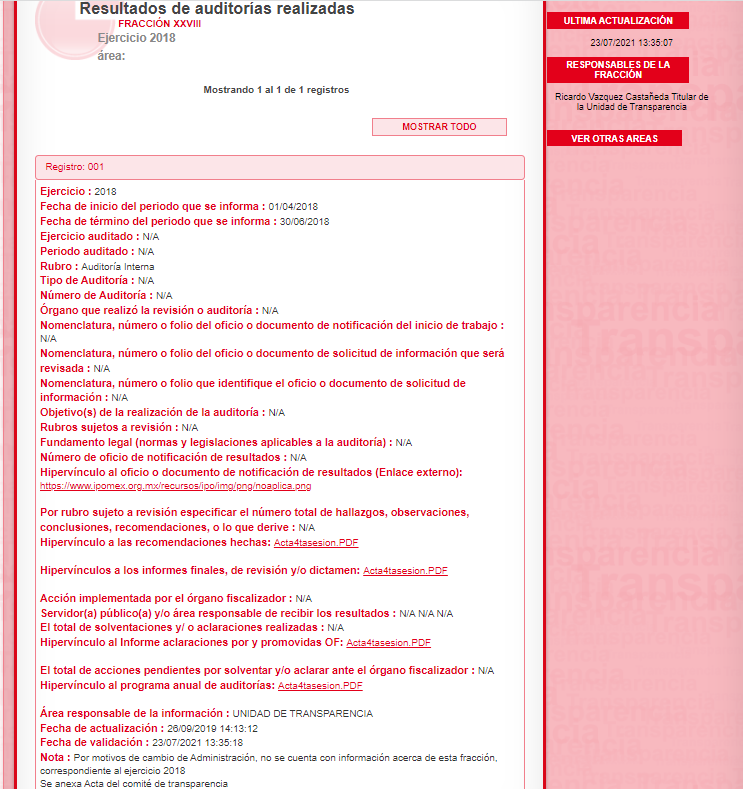 Resultados de auditorías realizadas
FRACCIÓN XXVIII
Ejercicio 2018
área:
Mostrando 1 al 1 de 1 registros
MOSTRAR TODO
Registro: 001
Ejercicio : 2018
Fecha de inicio del periodo que se informa : 01/04/2018
Fecha de término del periodo que se informa : 30/06/2018
Ejercicio auditado : N/A
Periodo auditado : N/A
Rubro : Auditoría Interna
Tipo de Auditoría : N/A
Número de Auditoría : N/A
Órgano que realizó la revisión o auditoría : N/A
Nomenclatura, número o folio del oficio o documento de notificación del inicio de trabajo :
N/A
Nomenclatura, número o folio del oficio o documento de solicitud de información que será
revisada : N/A
Nomenclatura, número o folio que identifique el oficio o documento de solicitud de
información : N/A
Objetivo(s) de la realización de la auditoría : N/A
Rubros sujetos a revisión : N/A
Fundamento legal (normas y legislaciones aplicables a la auditoría) : N/A
Número de oficio de notificación de resultados : N/A
Hipervínculo al oficio o documento de notificación de resultados (Enlace externo):
https://www.ipomex.org.mx/recursos/ipo/img/png/noaplica.png
Por rubro sujeto a revisión especificar el número total de hallazgos, observaciones,
conclusiones, recomendaciones, o lo que derive : N/A
Hipervínculo a las recomendaciones hechas: Acta4tasesion.PDF
Hipervínculos a los informes finales, de revisión y/o dictamen: Acta4tasesion.PDF
Acción implementada por el órgano fiscalizador : N/A
Servidor(a) público(a) y/o área responsable de recibir los resultados : N/A N/A N/A
El total de solventaciones y/ o aclaraciones realizadas : N/A
Hipervínculo al Informe aclaraciones por y promovidas OF: Acta4tasesion.PDF
El total de acciones pendientes por solventar y/o aclarar ante el órgano fiscalizador : N/A
Hipervínculo al programa anual de auditorías: Acta4tasesion.PDF
Área responsable de la información : UNIDAD DE TRANSPARENCIA
Fecha de actualización : 26/09/2019 14:13:12
Fecha de validación : 23/07/2021 13:35:18
Nota : Por motivos de cambio de Administración, no se cuenta con información acerca de esta fracción,
correspondiente al ejercicio 2018
Se anexa Acta del comité de transparencia
ULTIMA ACTUALIZACIÓN
23/07/2021 13:35:07
RESPONSABLES DE LA
FRACCIÓN
Ricardo Vazquez Castañeda Titular de
la Unidad de Transparencia
VER OTRAS AREAS